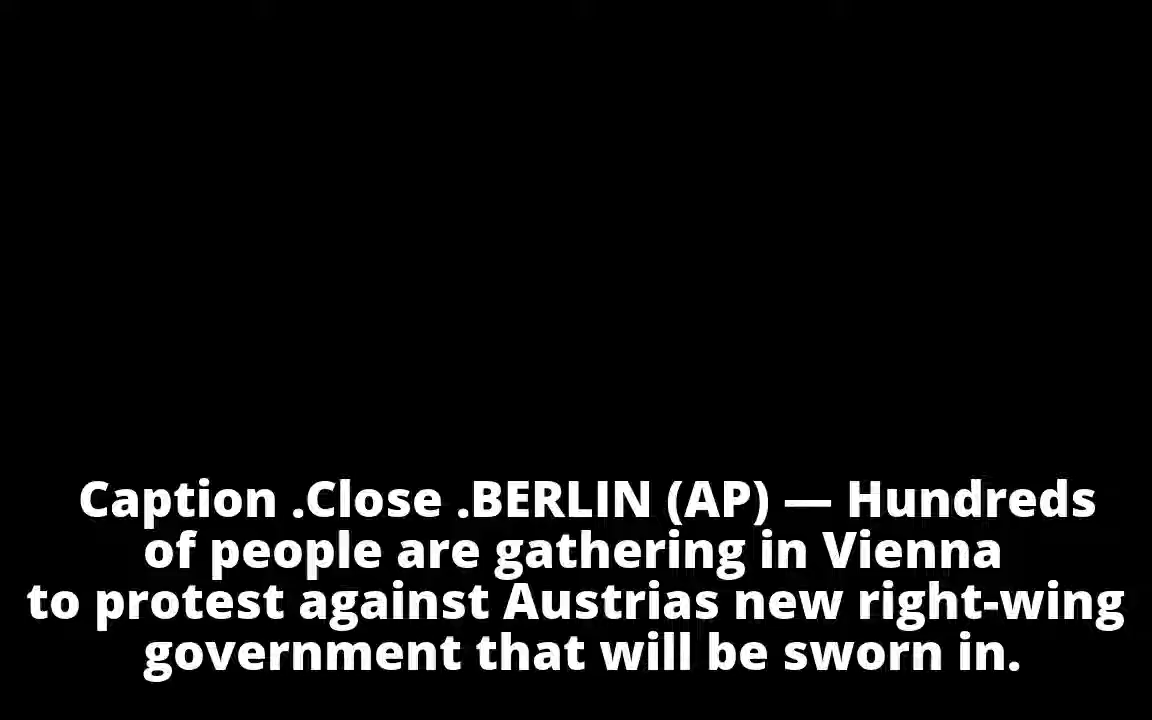 Caption .Close .BERLIN (AP) — Hundreds
of people are gathering in Vienna
to protest against Austrias new right-wing
government that will be sworn in.